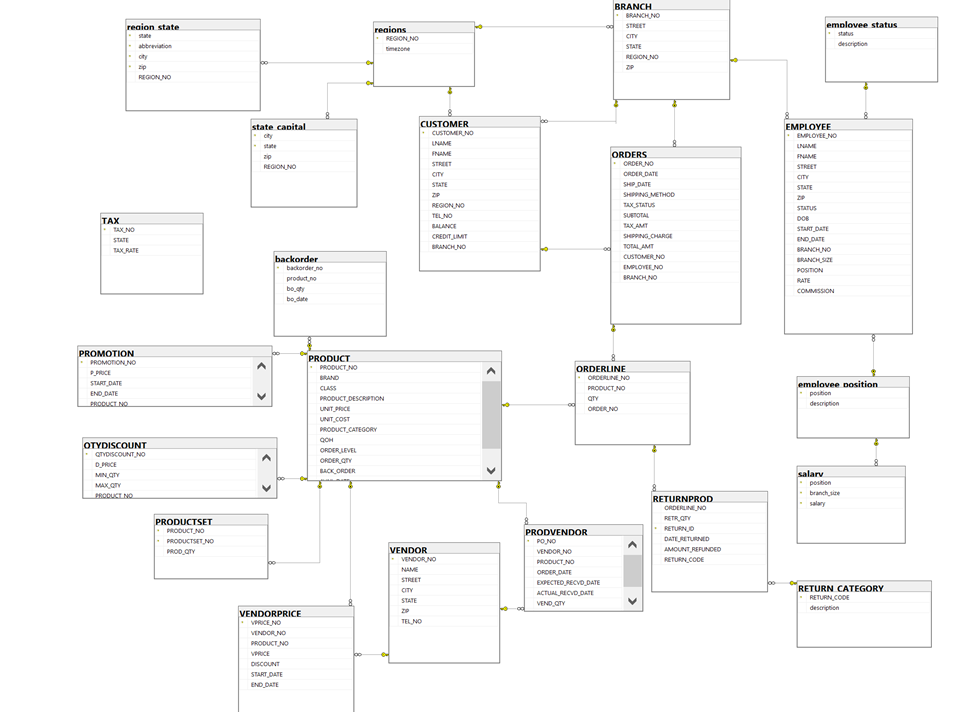 region_state
state
abbreviation
city
zip
REGION_NO
regions
REGION_NO
timezone
BRANCH
BRANCH_NO
STREET
CITY
STATE
REGION_NO
ZIP
employee_status
status
description
state_capital
city
state
zip
REGION_NO
CUSTOMER
CUSTOMER_NO
LNAME
FNAME
STREET
CITY
STATE
ZIP
REGION_NO
TEL_NO
BALANCE
CREDIT_LIMIT
BRANCH_NO
ORDERS
ORDER_NO
ORDER_DATE
SHIP_DATE
SHIPPING_METHOD
TAX_STATUS
SUBTOTAL
TAX_AMT
SHIPPING_CHARGE
TOTAL_AMT
CUSTOMER_NO
EMPLOYEE_NO
BRANCH_NO
EMPLOYEE
EMPLOYEE_NO
LNAME
FNAME
STREET
CITY
STATE
ZIP
STATUS
DOB
START_DATE
END_DATE
BRANCH_NO
BRANCH_SIZE
POSITION
RATE
COMMISSION
TAX
TAX_NO
STATE
TAX_RATE
backorder
backorder_no
product_no
bo_qty
bo_date
PROMOTION
PROMOTION_NO
P_PRICE
START_DATE
END_DATE
PRODUCT_NO
PRODUCT
PRODUCT_NO
BRAND
CLASS
PRODUCT_DESCRIPTION
UNIT_PRICE
UNIT_COST
PRODUCT_CATEGORY
QOH
ORDER_LEVEL
ORDER_QTY
BACK_ORDER
ORDERLINE
ORDERLINE_NO
PRODUCT_NO
QTY
ORDER_NO
employee_position
position
description
QTYDISCOUNT
QTYDISCOUNT_NO
D_PRICE
MIN_QTY
MAX_QTY
PRODUCT_NO
salary
position
branch_size
salary
PRODUCTSET
PRODUCT_NO
PRODUCTSET_NO
PROD_QTY
VENDOR
VENDOR_NO
NAME
STREET
CITY
STATE
ZIP
TEL_NO
PRODVENDOR
PO_NO
VENDOR_NO
PRODUCT_NO
ORDER_DATE
EXPECTED_RECVD_DATE
ACTUAL_RECVD_DATE
VEND_QTY
RETURNPROD
ORDERLINE_NO
RETR_QTY
RETURN_ID
DATE_RETURNED
AMOUNT_REFUNDED
RETURN_CODE
RETURN_CATEGORY
RETURN_CODE
description
VENDORPRICE
VPRICE_NO
VENDOR_NO
PRODUCT_NO
VPRICE
DISCOUNT
START_DATE
END_DATE